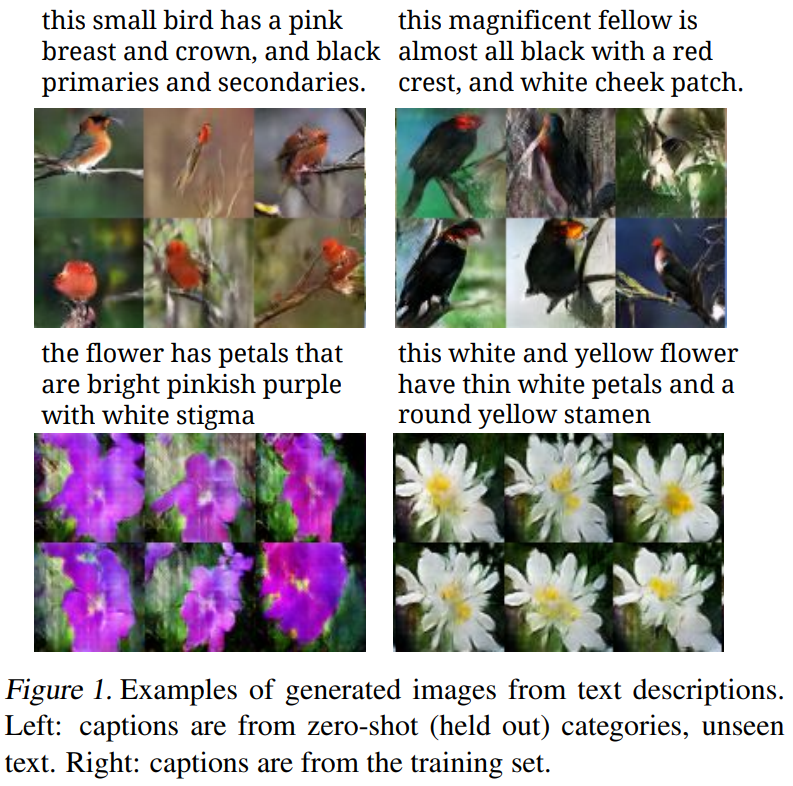 this small bird has a pink
breast and crown, and black
primaries and secondaries.
this magnificent fellow is
almost all black with a red
crest, and white cheek patch.
the flower has petals that
are bright pinkish purple
with white stigma
this white and yellow flower
have thin white petals and a
round yellow stamen
Figure 1. Examples of generated images from text descriptions.
Left: captions are from zero-shot (held out) categories, unseen
text. Right: captions are from the training set.